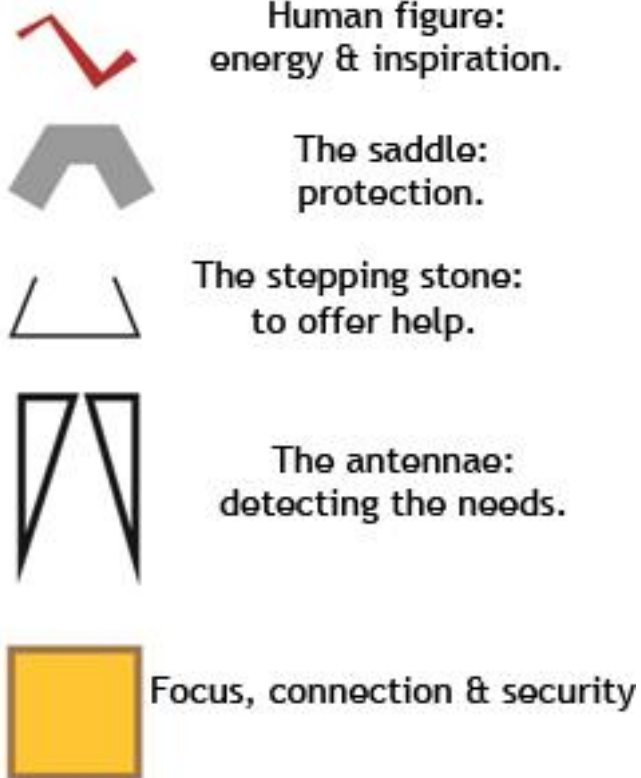 Human figure:
energy & inspiration.
The saddle:
protection.
The stepping stone:
to offer help.
The antennae:
detecting the needs.
Focus, connection & security